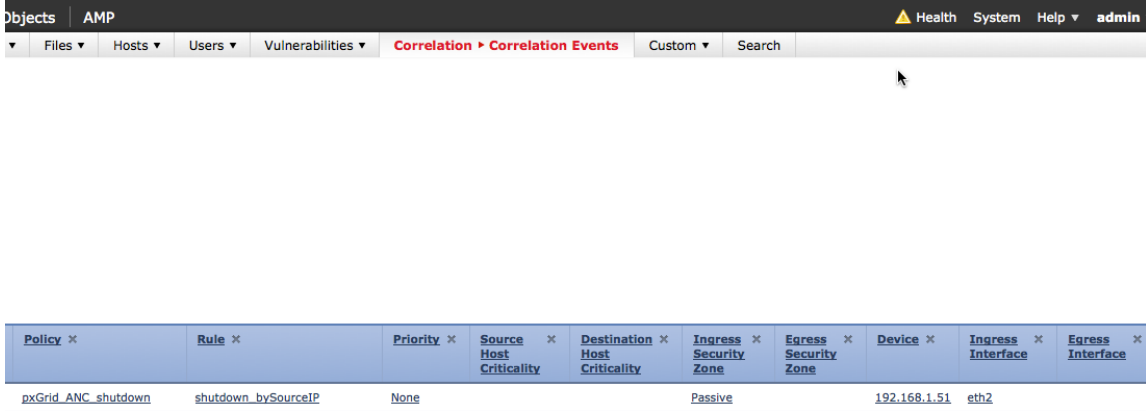 Objects AMP Health System Help ▾ admin
▾ Files ▾ Hosts ▾ Users ▾ Vulnerabilities ▾ Correlation ▸ Correlation Events Custom ▾ Search
Policy × Rule × Priority × Source × Destination × Ingress × Egress × Device × Ingress × Egress ×
Host Host Security Security Interface Interface
Criticality Criticality Zone Zone
pxGrid_ANC_shutdown shutdown_bySourceIP None Passive 192.168.1.51 eth2